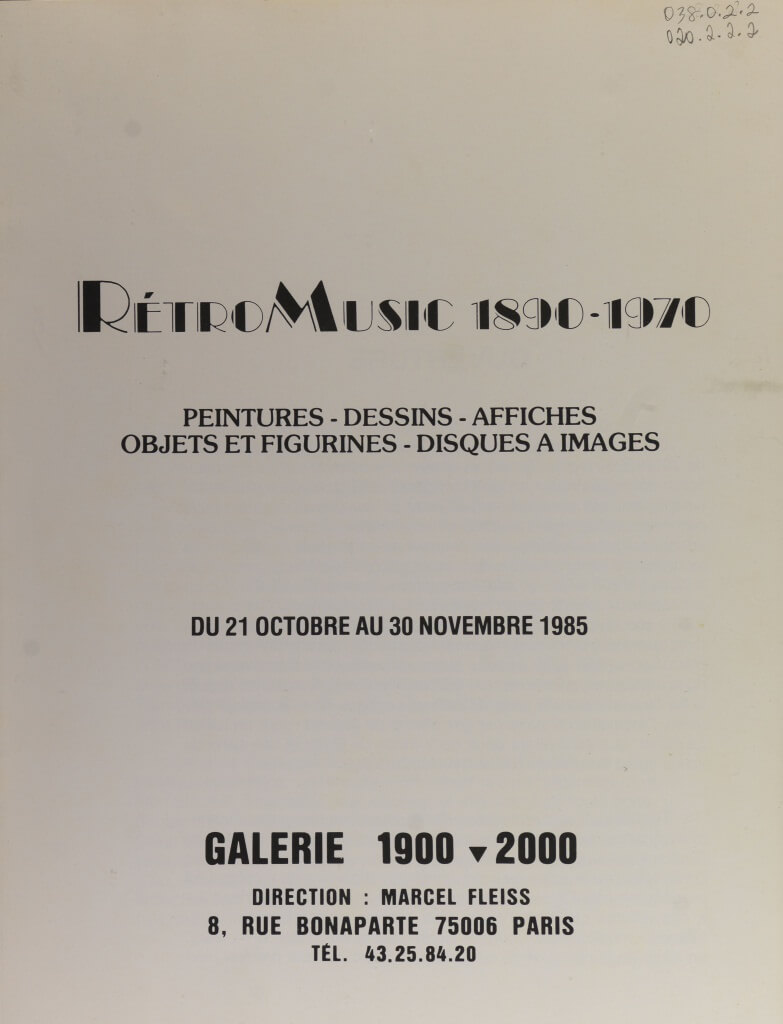 038.0.2.2
020.2.2.2
RÉTROMUSIC 1890-1970
PEINTURES - DESSINS - AFFICHES
OBJETS ET FIGURINES - DISQUES A IMAGES
DU 21 OCTOBRE AU 30 NOVEMBRE 1985
GALERIE 1900 ▾ 2000
DIRECTION : MARCEL FLEISS
8, RUE BONAPARTE 75006 PARIS
TÉL. 43.25.84.20